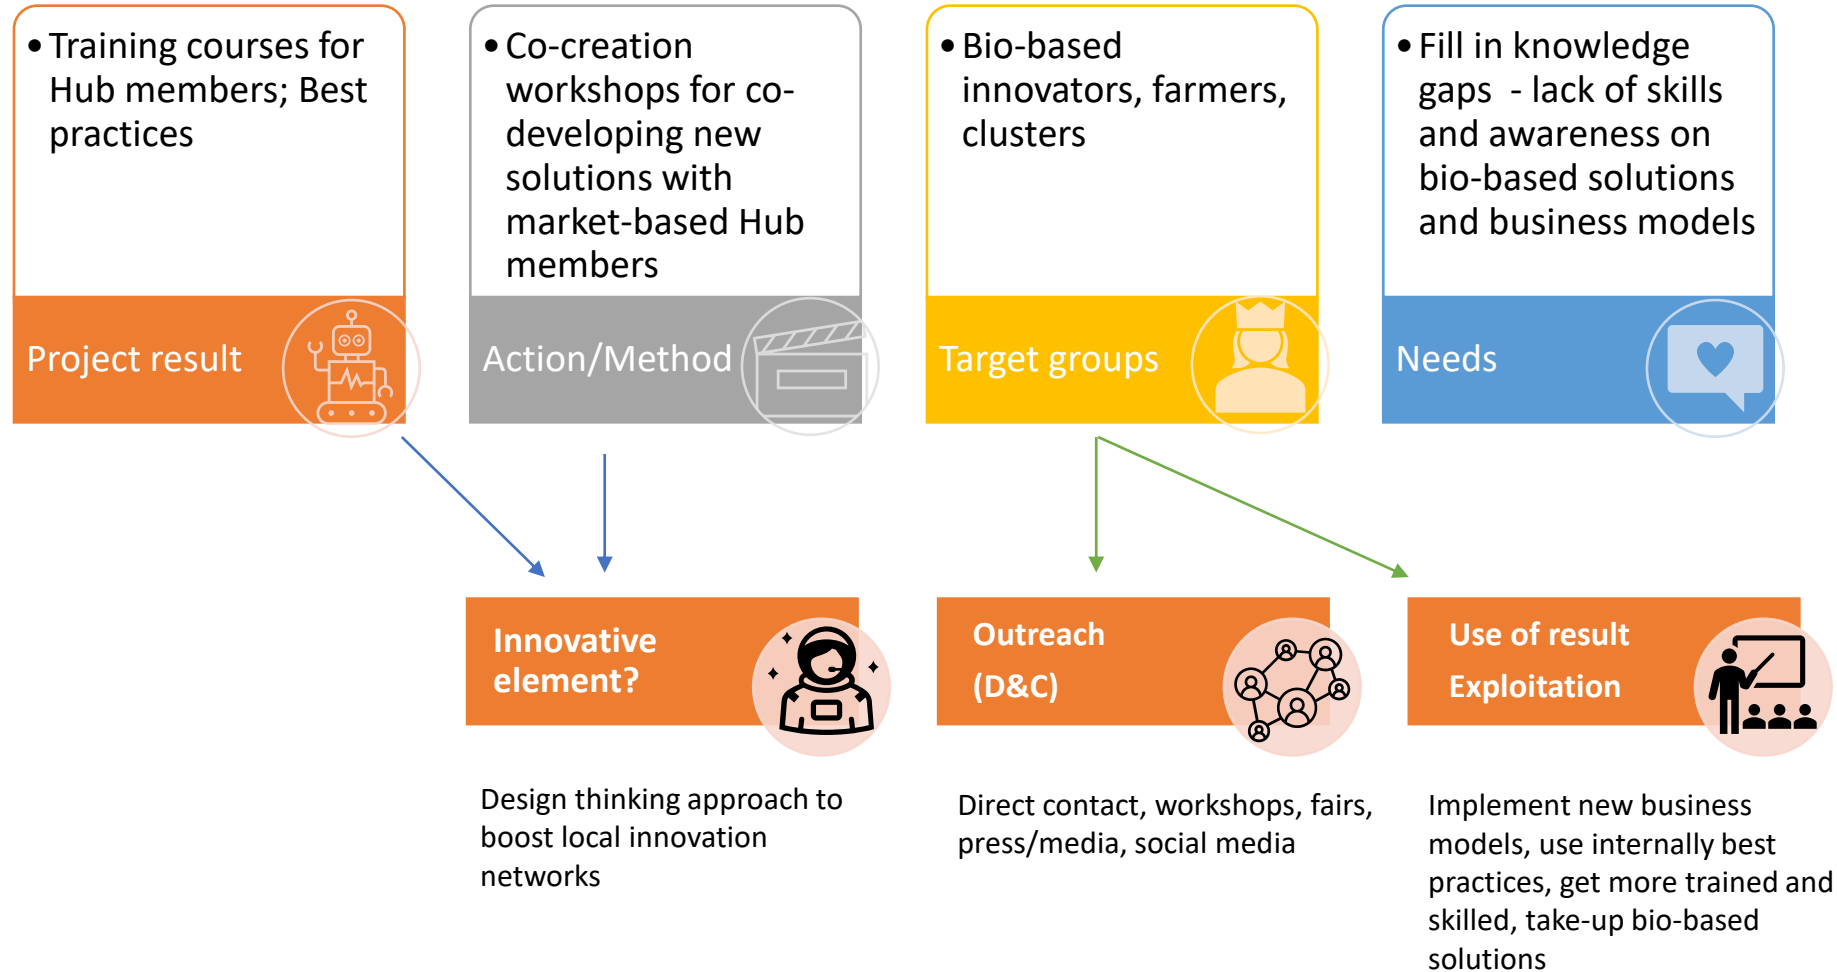 •Training courses for
Hub members; Best
practices
Project result
•Co-creation
workshops for co-
developing new
solutions with
market-based Hub
members
Action/Method
•Bio-based
innovators, farmers,
clusters
Target groups
•Fill in knowledge
gaps - lack of skills
and awareness on
bio-based solutions
and business models
Needs
Innovative
element?
Design thinking approach to
boost local innovation
networks
Outreach
(D&C)
Direct contact, workshops, fairs,
press/media, social media
Use of result
Exploitation
Implement new business
models, use internally best
practices, get more trained and
skilled, take-up bio-based
solutions